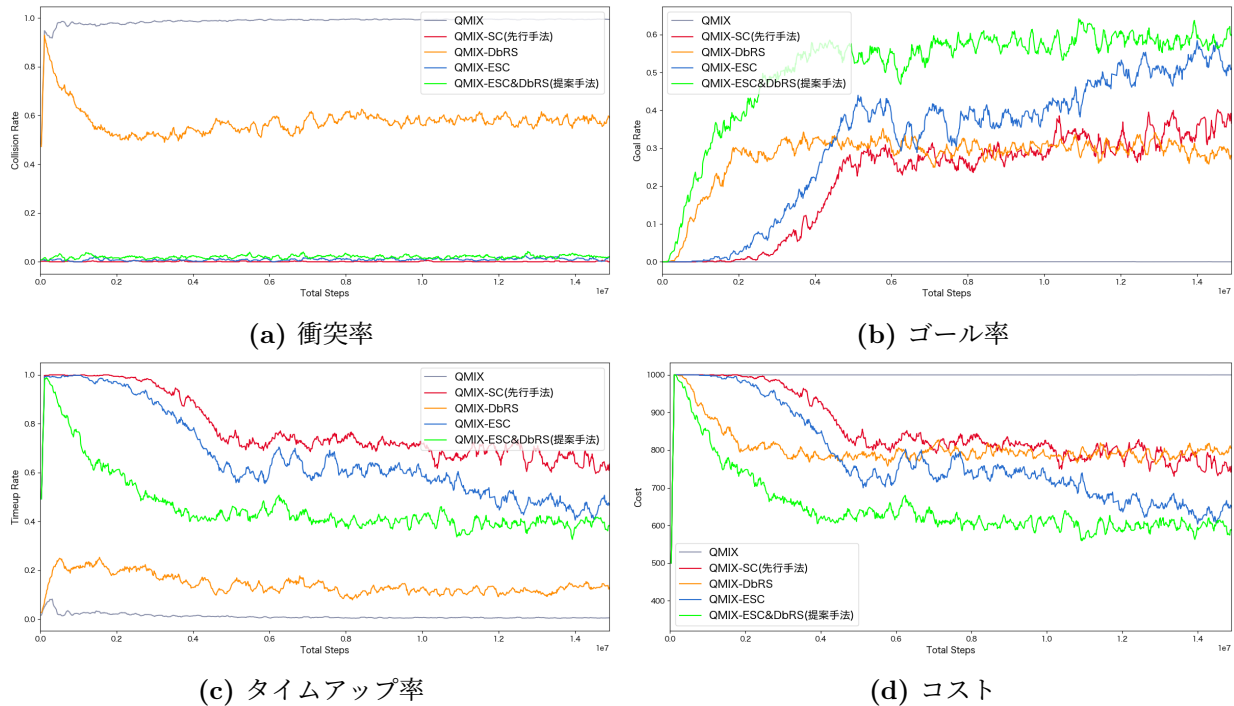 1.0
0.8
0.6
0.4
0.2
0.0
Collision Rate
QMIX
QMIX-SC(先行手法)
QMIX-DbRS
QMIX-ESC
QMIX-ESC&DbRS(提案手法)
0.0 0.2 0.4 0.6 0.8 1.0 1.2 1.4
1e7
Total Steps
(a) 衝突率
0.6
0.5
0.4
0.3
0.2
0.1
0.0
Goal Rate
QMIX
QMIX-SC(先行手法)
QMIX-DbRS
QMIX-ESC
QMIX-ESC&DbRS(提案手法)
0.0 0.2 0.4 0.6 0.8 1.0 1.2 1.4
1e7
Total Steps
(b) ゴール率
1.0
0.8
0.6
0.4
0.2
0.0
Timeup Rate
QMIX
QMIX-SC(先行手法)
QMIX-DbRS
QMIX-ESC
QMIX-ESC&DbRS(提案手法)
0.0 0.2 0.4 0.6 0.8 1.0 1.2 1.4
1e7
Total Steps
(c) タイムアップ率
1000
900
800
700
600
500
400
Cost
QMIX
QMIX-SC(先行手法)
QMIX-DbRS
QMIX-ESC
QMIX-ESC&DbRS(提案手法)
0.0 0.2 0.4 0.6 0.8 1.0 1.2 1.4
1e7
Total Steps
(d) コスト